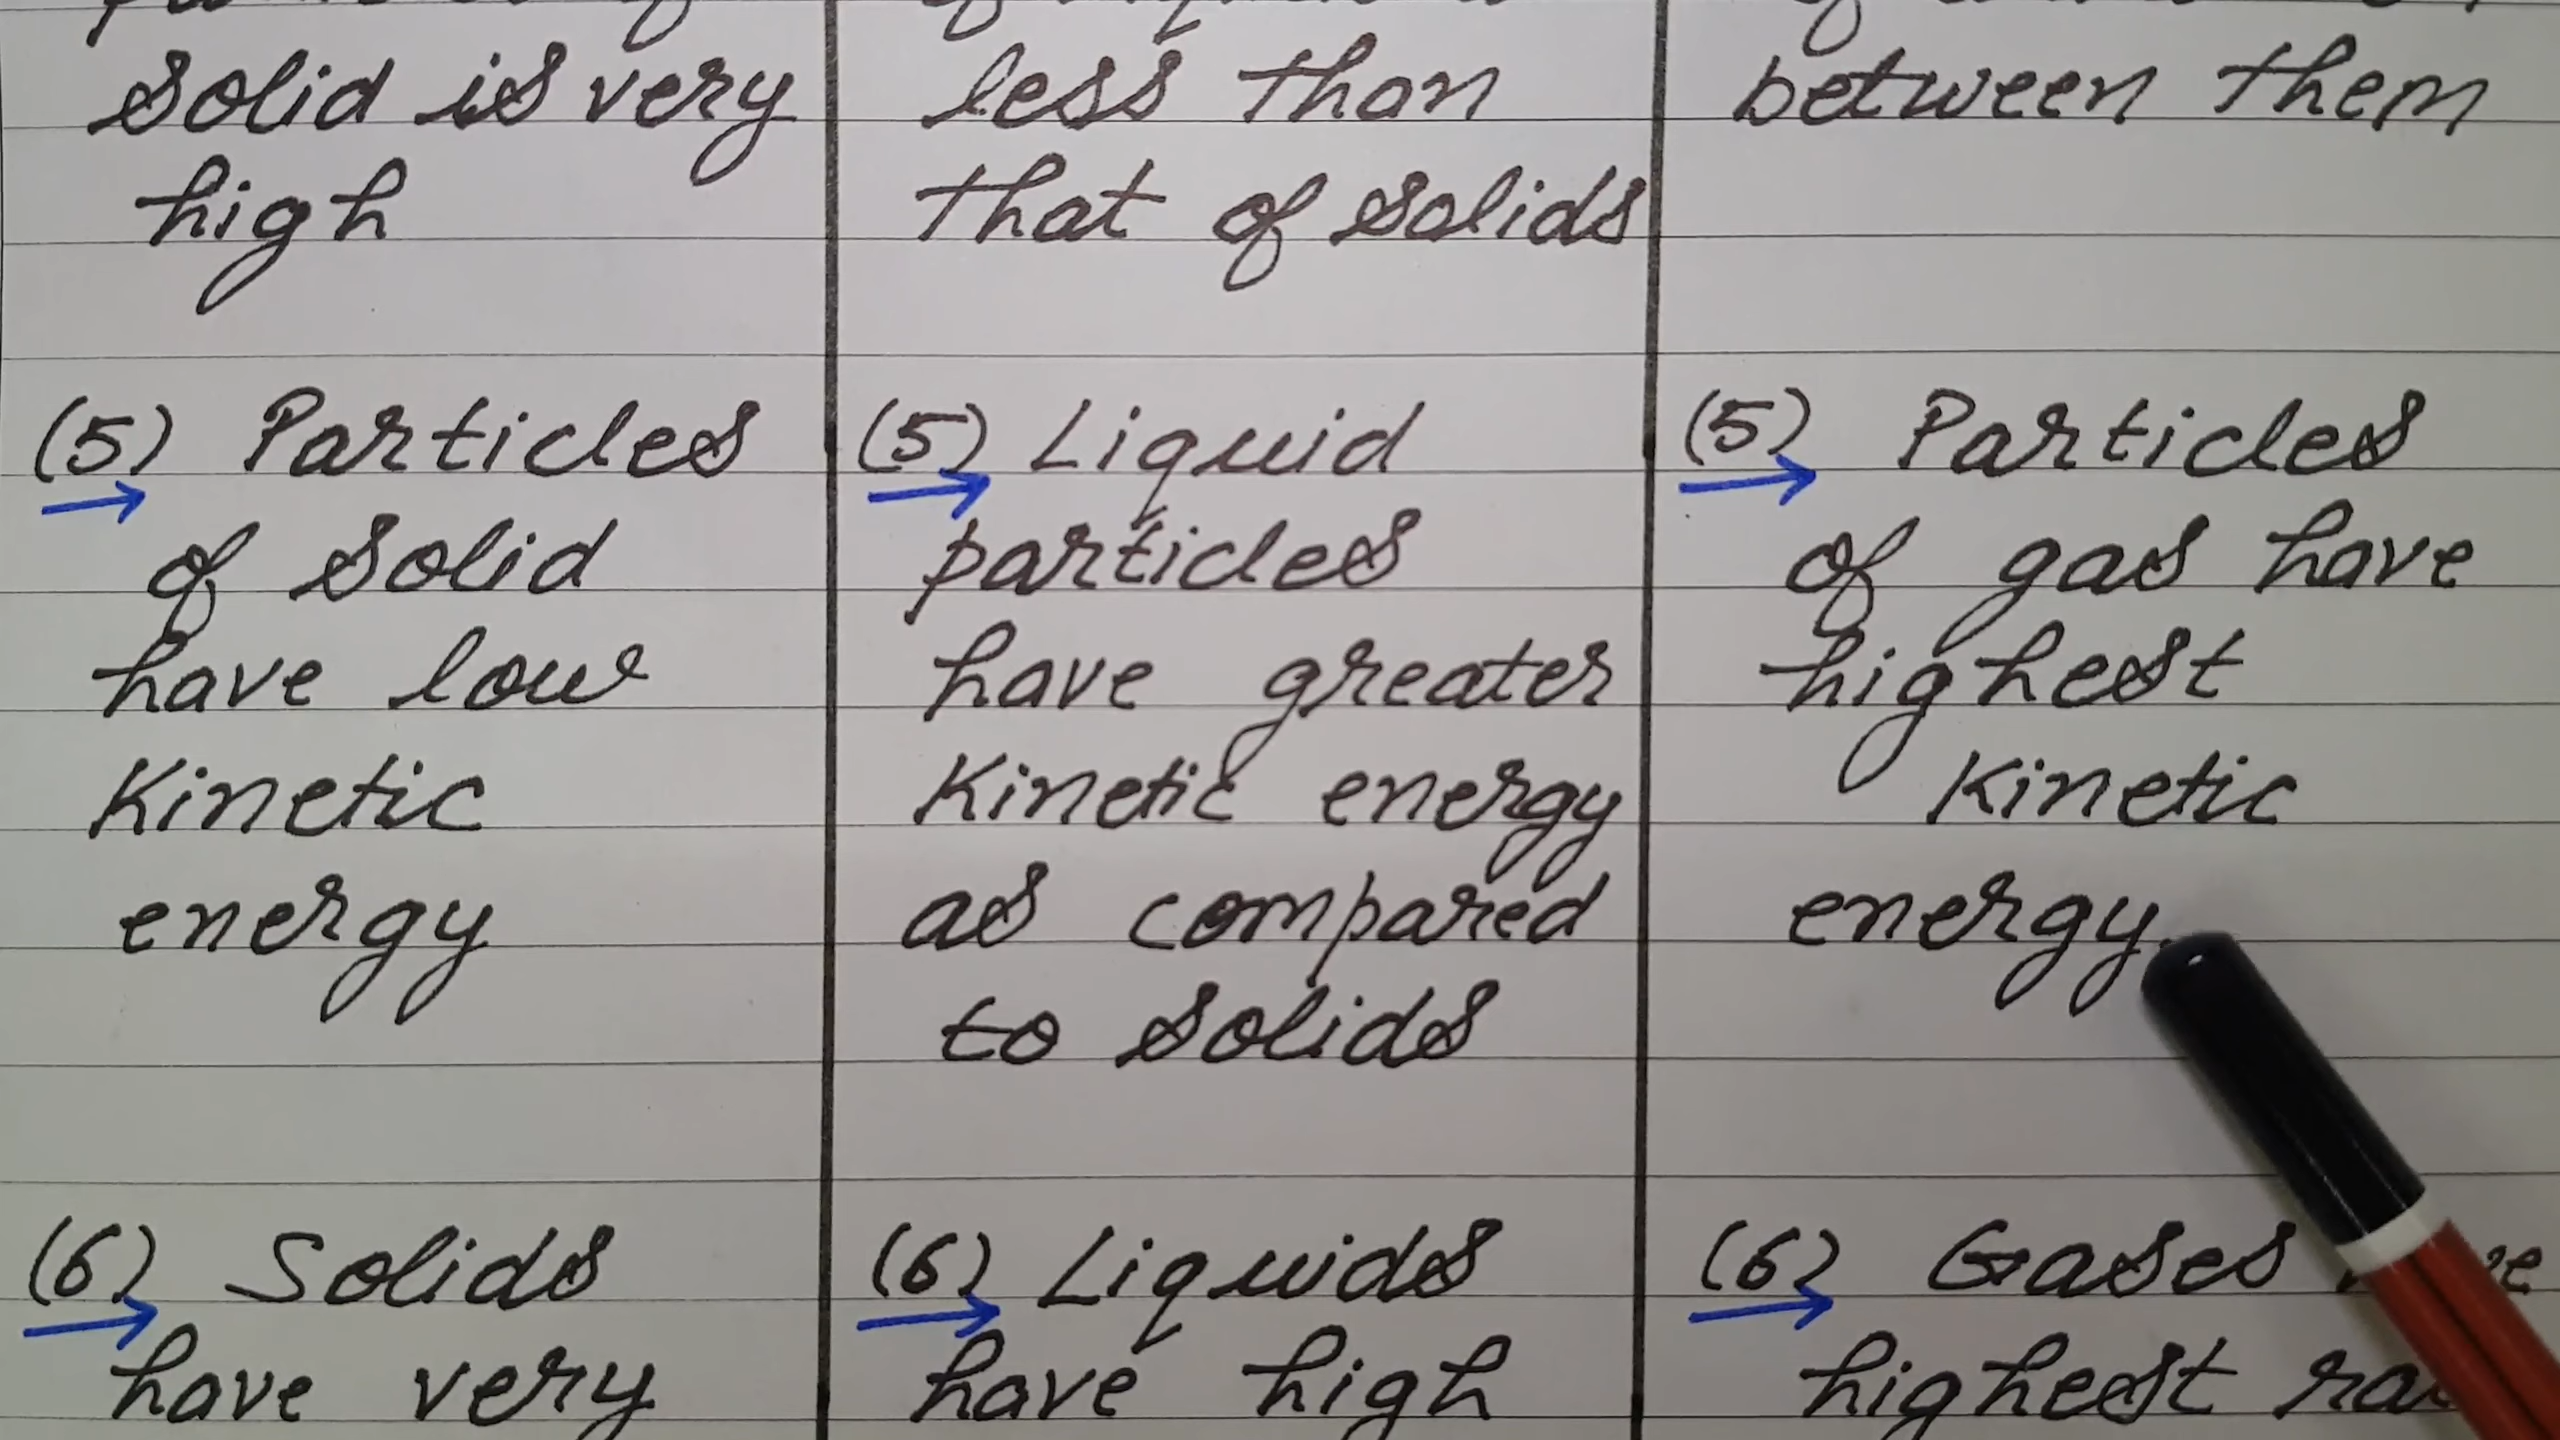 solid is very
high
(5) Particles
of solid
have low
Kinetic
energy
(6) Solids
have very
less than
that of solids
(5) Liquid
particles
have greater
Kinetic energy
as compared
to solids
(6) Liquids
have high
between them
(5) Particles
of gas have
highest
Kinetic
energy.
(6) Gases
highest